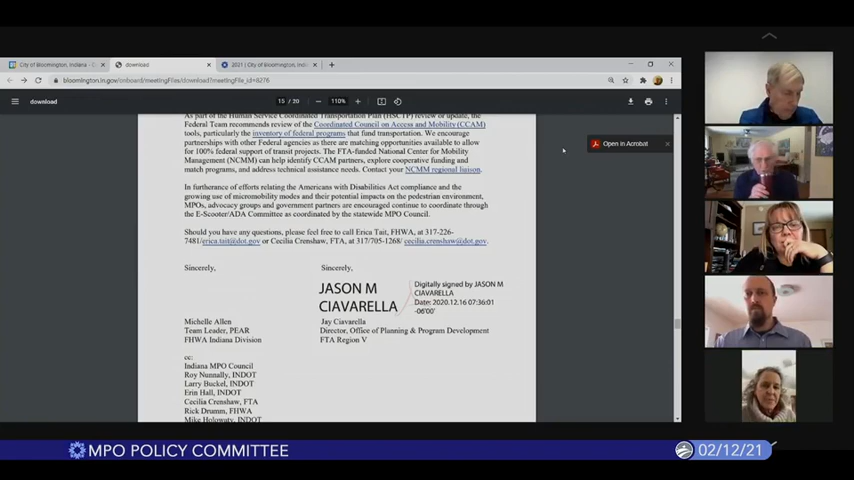 City of Bloomington, Indiana - D
download
2021 | City of Bloomington, Indi
bloomington.in.gov/onboard/meetingFiles/download?meetingFile_id=8276
download
15 / 20
110%
Open in Acrobat
As part of the Human Service Coordinated Transportation Plan (HSCTP) review or update, the
Federal Team recommends review of the Coordinated Council on Access and Mobility (CCAM)
tools, particularly the inventory of federal programs that fund transportation. We encourage
partnerships with other Federal agencies as there are matching opportunities available to allow
for 100% federal support of transit projects. The FTA-funded National Center for Mobility
Management (NCMM) can help identify CCAM partners, explore cooperative funding and
match programs, and address technical assistance needs. Contact your NCMM regional liaison.
In furtherance of efforts relating the Americans with Disabilities Act compliance and the
growing use of micromobility modes and their potential impacts on the pedestrian environment,
MPOs, advocacy groups and government partners are encouraged continue to coordinate through
the E-Scooter/ADA Committee as coordinated by the statewide MPO Council.
Should you have any questions, please feel free to call Erica Tait, FHWA, at 317-226-
7481/erica.tait@dot.gov or Cecilia Crenshaw, FTA, at 317/705-1268/ cecilia.crenshaw@dot.gov.
Sincerely,
Sincerely,
JASON M
CIAVARELLA
Digitally signed by JASON M
CIAVARELLA
Date: 2020.12.16 07:36:01
-06'00'
Michelle Allen
Team Leader, PEAR
FHWA Indiana Division
Jay Ciavarella
Director, Office of Planning & Program Development
FTA Region V
cc:
Indiana MPO Council
Roy Nunnally, INDOT
Larry Buckel, INDOT
Erin Hall, INDOT
Cecilia Crenshaw, FTA
Rick Drumm, FHWA
Mike Holowaty, INDOT
MPO POLICY COMMITTEE
02/12/21